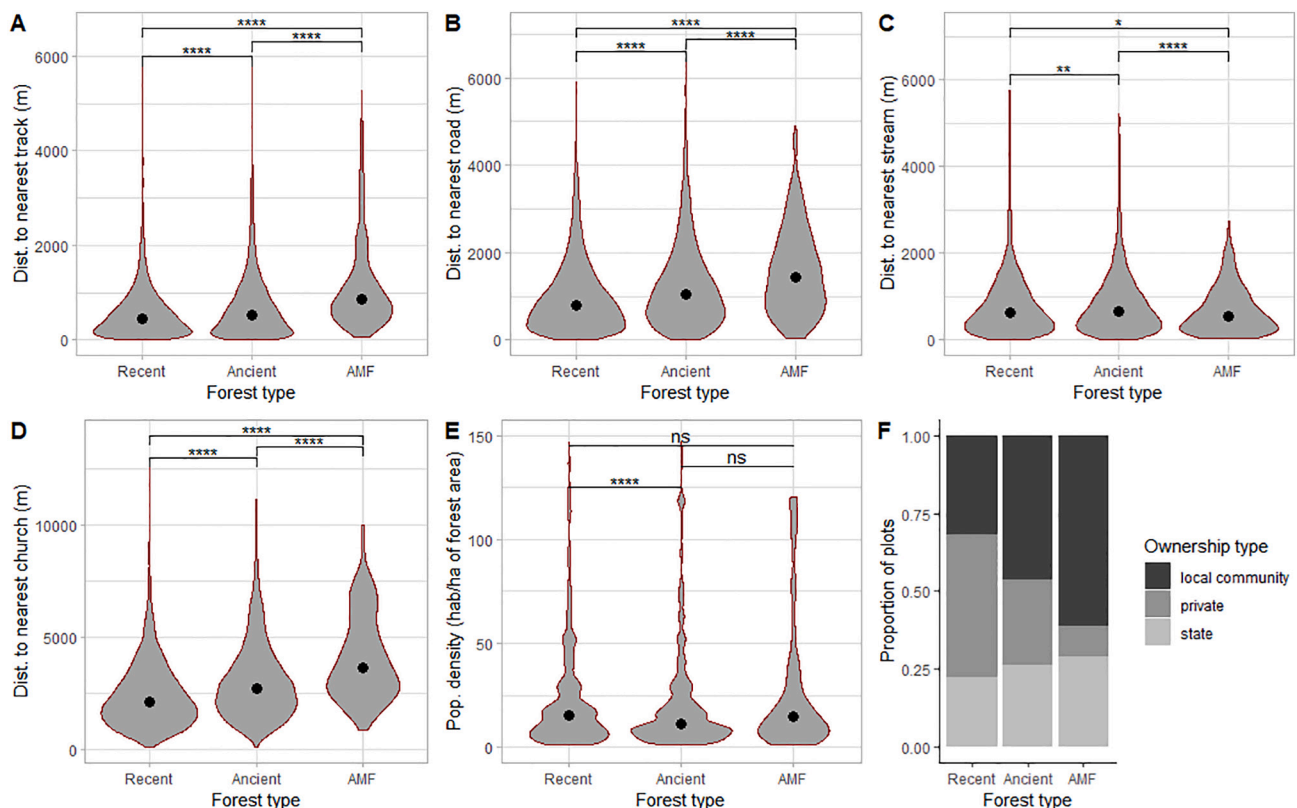 A
****
****
****
6000
4000
2000
0
Dist. to nearest track (m)
Recent
Ancient
AMF
Forest type
B
****
****
****
6000
4000
2000
0
Dist. to nearest road (m)
Recent
Ancient
AMF
Forest type
C
*
****
**
6000
4000
2000
0
Dist. to nearest stream (m)
Recent
Ancient
AMF
Forest type
D
****
****
****
10000
5000
0
Dist. to nearest church (m)
Recent
Ancient
AMF
Forest type
E
ns
ns
****
150
100
50
0
Pop. density (hab/ha of forest area)
Recent
Ancient
AMF
Forest type
F
1.00
0.75
0.50
0.25
0.00
Proportion of plots
Recent
Ancient
AMF
Forest type
Ownership type
local community
private
state